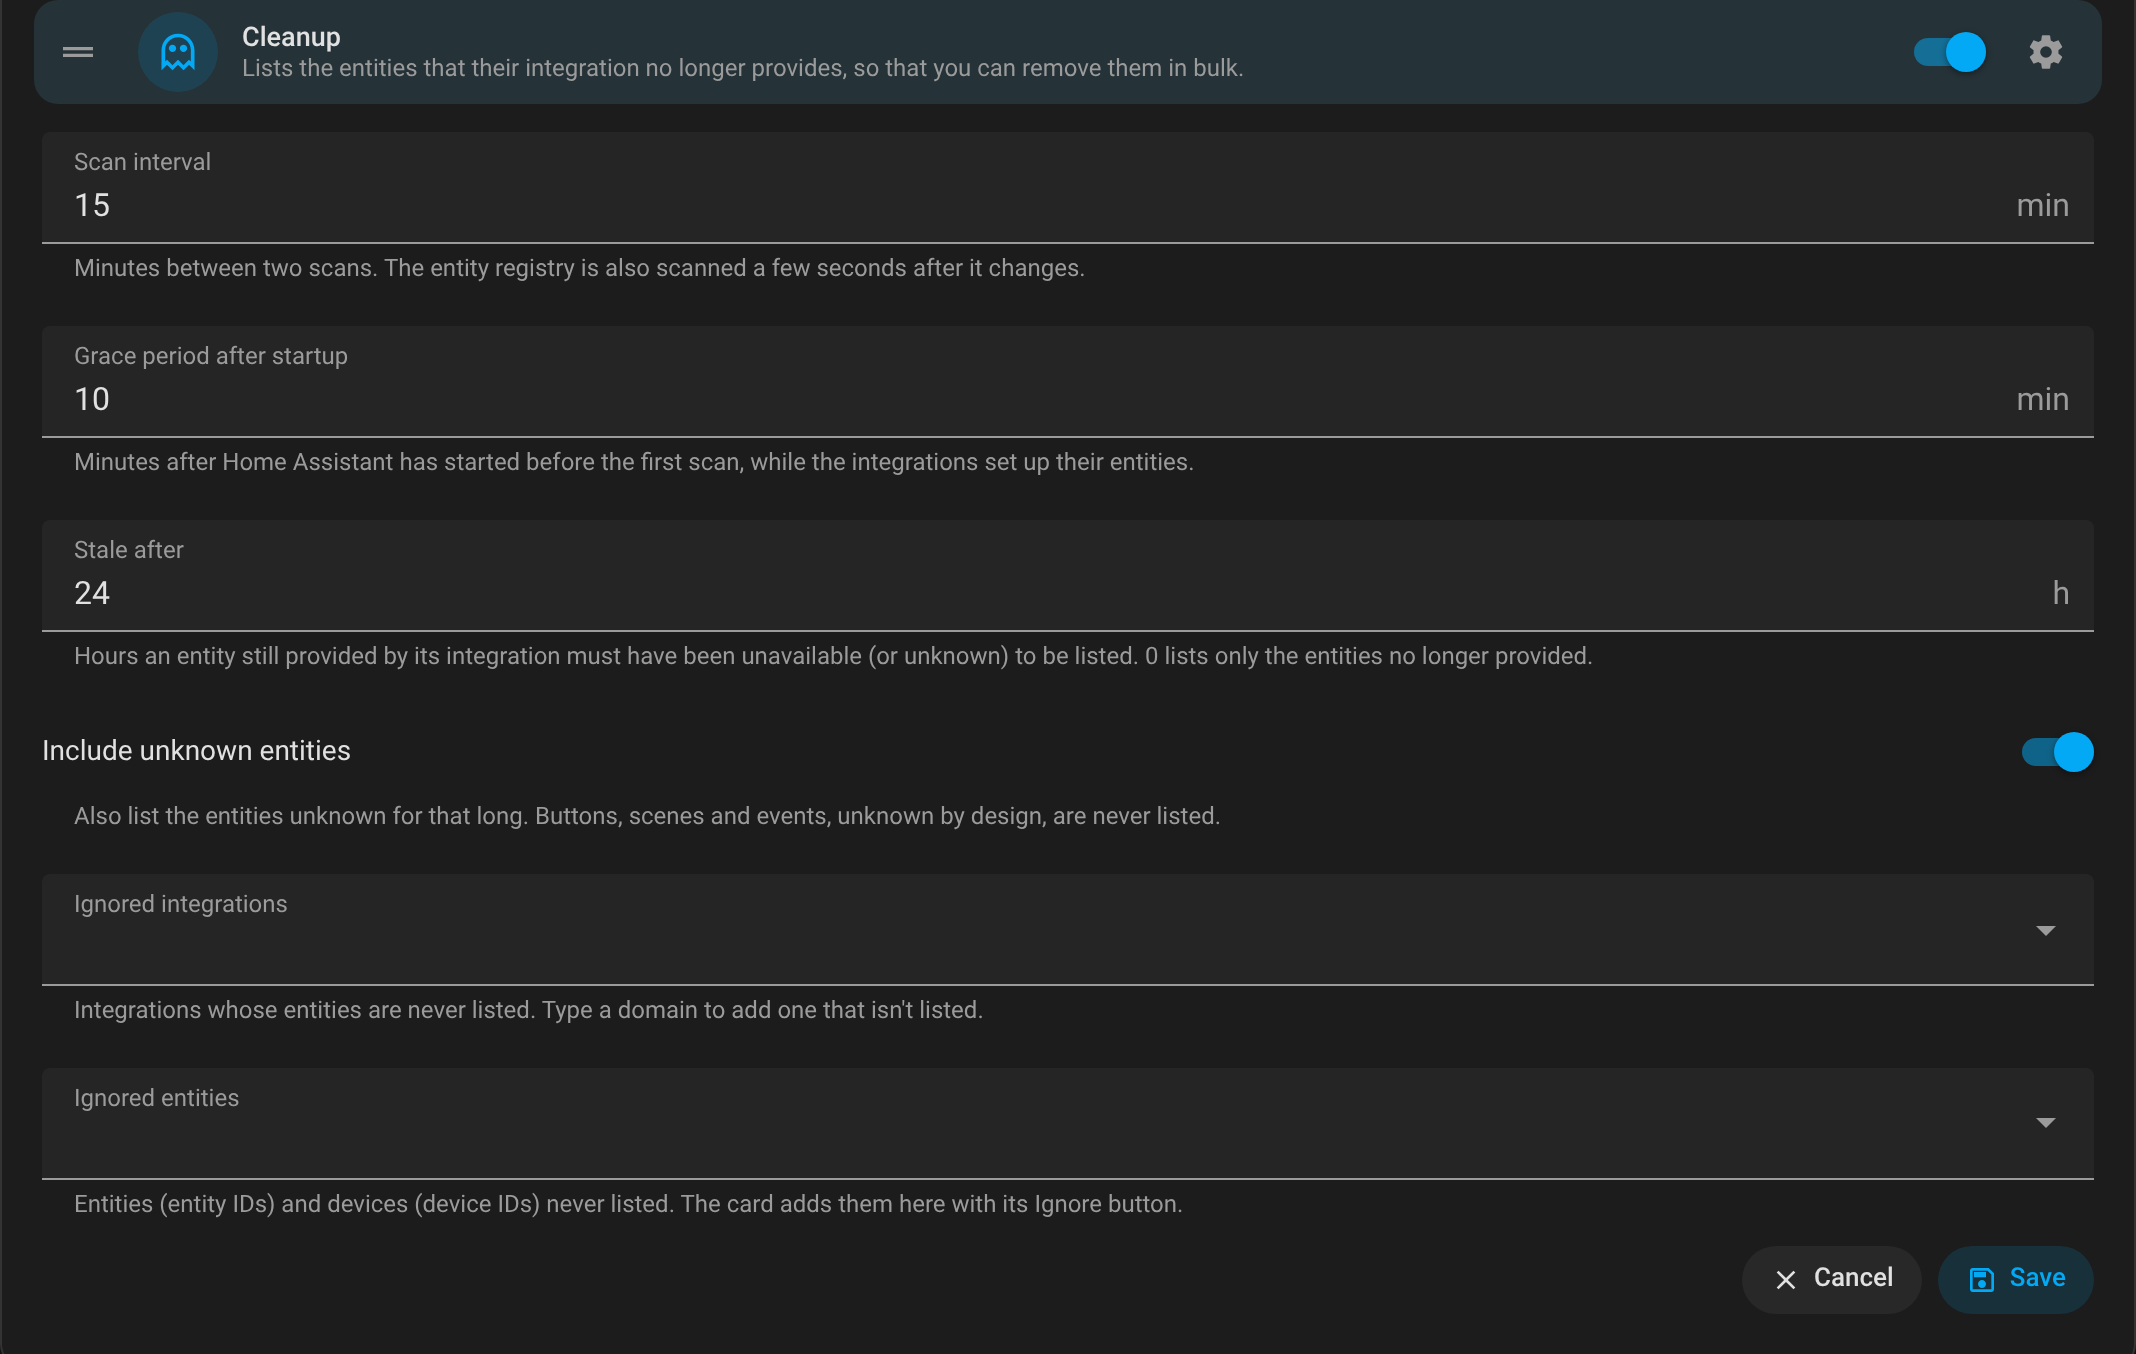 Cleanup
Lists the entities that their integration no longer provides, so that you can remove them in bulk.
Scan interval
15 min
Minutes between two scans. The entity registry is also scanned a few seconds after it changes.
Grace period after startup
10 min
Minutes after Home Assistant has started before the first scan, while the integrations set up their entities.
Stale after
24 h
Hours an entity still provided by its integration must have been unavailable (or unknown) to be listed. 0 lists only the entities no longer provided.
Include unknown entities
Also list the entities unknown for that long. Buttons, scenes and events, unknown by design, are never listed.
Ignored integrations
Integrations whose entities are never listed. Type a domain to add one that isn't listed.
Ignored entities
Entities (entity IDs) and devices (device IDs) never listed. The card adds them here with its Ignore button.
Cancel Save